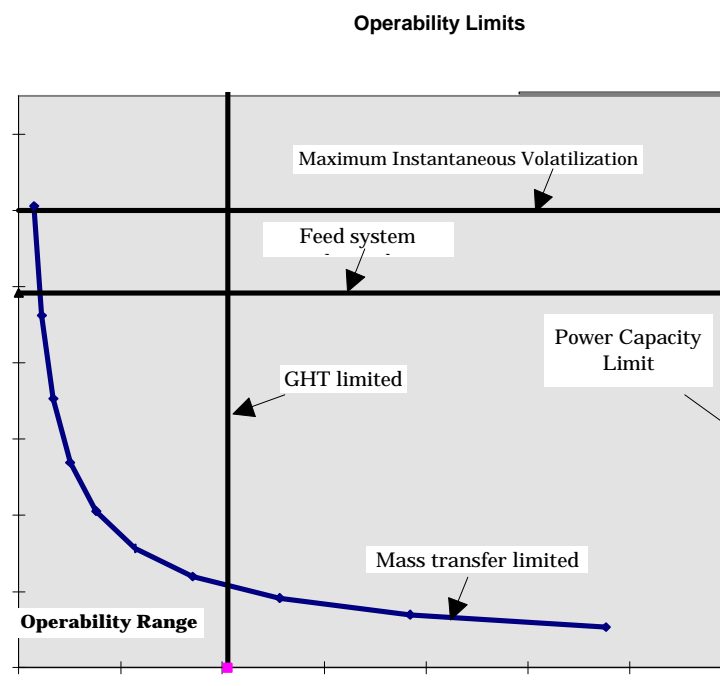 Operability Limits
Maximum Instantaneous Volatilization
Feed system
Power Capacity
Limit
GHT limited
Mass transfer limited
Operability Range